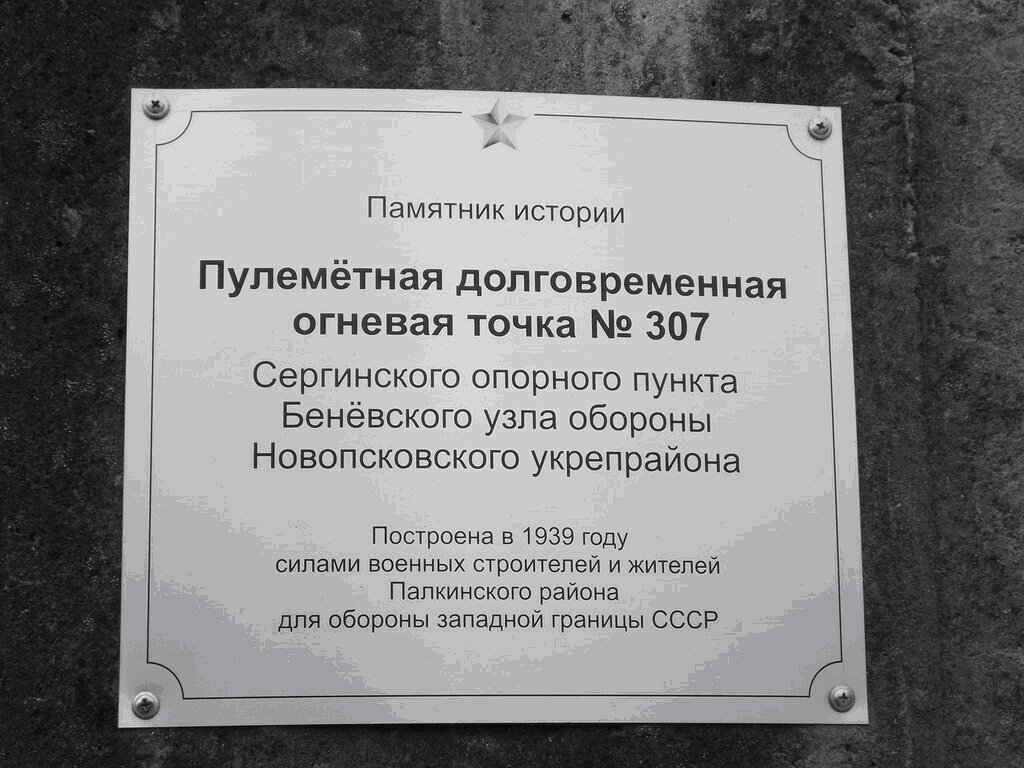 Памятник истории
Пулемётная долговременная
огневая точка № 307
Сергинского опорного пункта
Бенёвского узла обороны
Новопсковского укрепрайона
Построена в 1939 году
силами военных строителей и жителей
Палкинского района
для обороны западной границы СССР